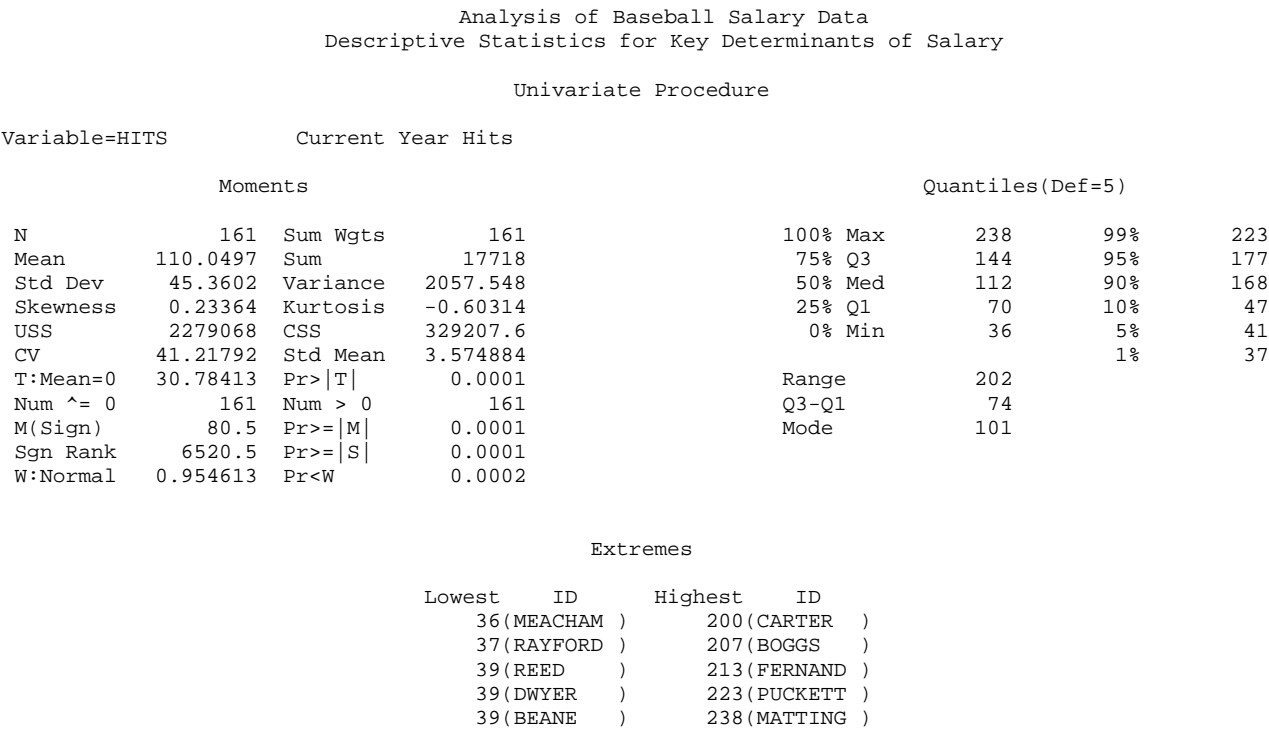 Analysis of Baseball Salary Data
Descriptive Statistics for Key Determinants of Salary
Univariate Procedure
Variable=HITS Current Year Hits
Moments Quantiles(Def=5)
N 161 Sum Wgts 161 100% Max 238 99% 223
Mean 110.0497 Sum 17718 75% Q3 144 95% 177
Std Dev 45.3602 Variance 2057.548 50% Med 112 90% 168
Skewness 0.23364 Kurtosis -0.60314 25% Q1 70 10% 47
USS 2279068 CSS 329207.6 0% Min 36 5% 41
CV 41.21792 Std Mean 3.574884 1% 37
T:Mean=0 30.78413 Pr>|T| 0.0001 Range 202
Num ^= 0 161 Num > 0 161 Q3-Q1 74
M(Sign) 80.5 Pr>=|M| 0.0001 Mode 101
Sgn Rank 6520.5 Pr>=|S| 0.0001
W:Normal 0.954613 Pr<W 0.0002
Extremes
Lowest ID Highest ID
36(MEACHAM ) 200(CARTER )
37(RAYFORD ) 207(BOGGS )
39(REED ) 213(FERNAND )
39(DWYER ) 223(PUCKETT )
39(BEANE ) 238(MATTING )